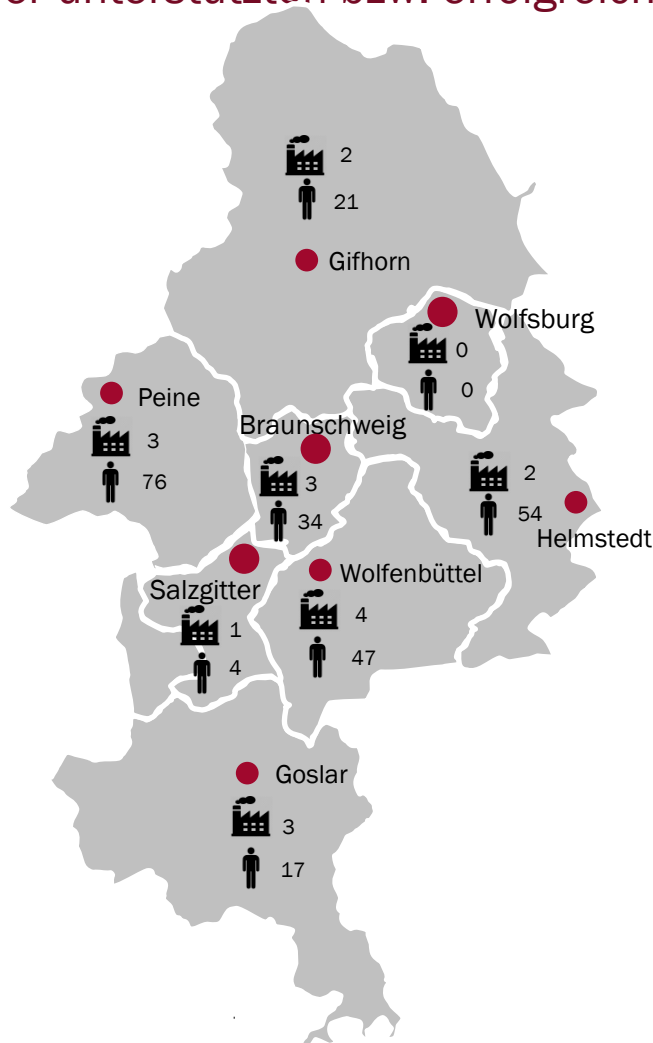 2
21
Gifhorn
Wolfsburg
0
0
Peine
3
76
Braunschweig
3
34
2
54
Helmstedt
Salzgitter
1
4
Wolfenbüttel
4
47
Goslar
3
17